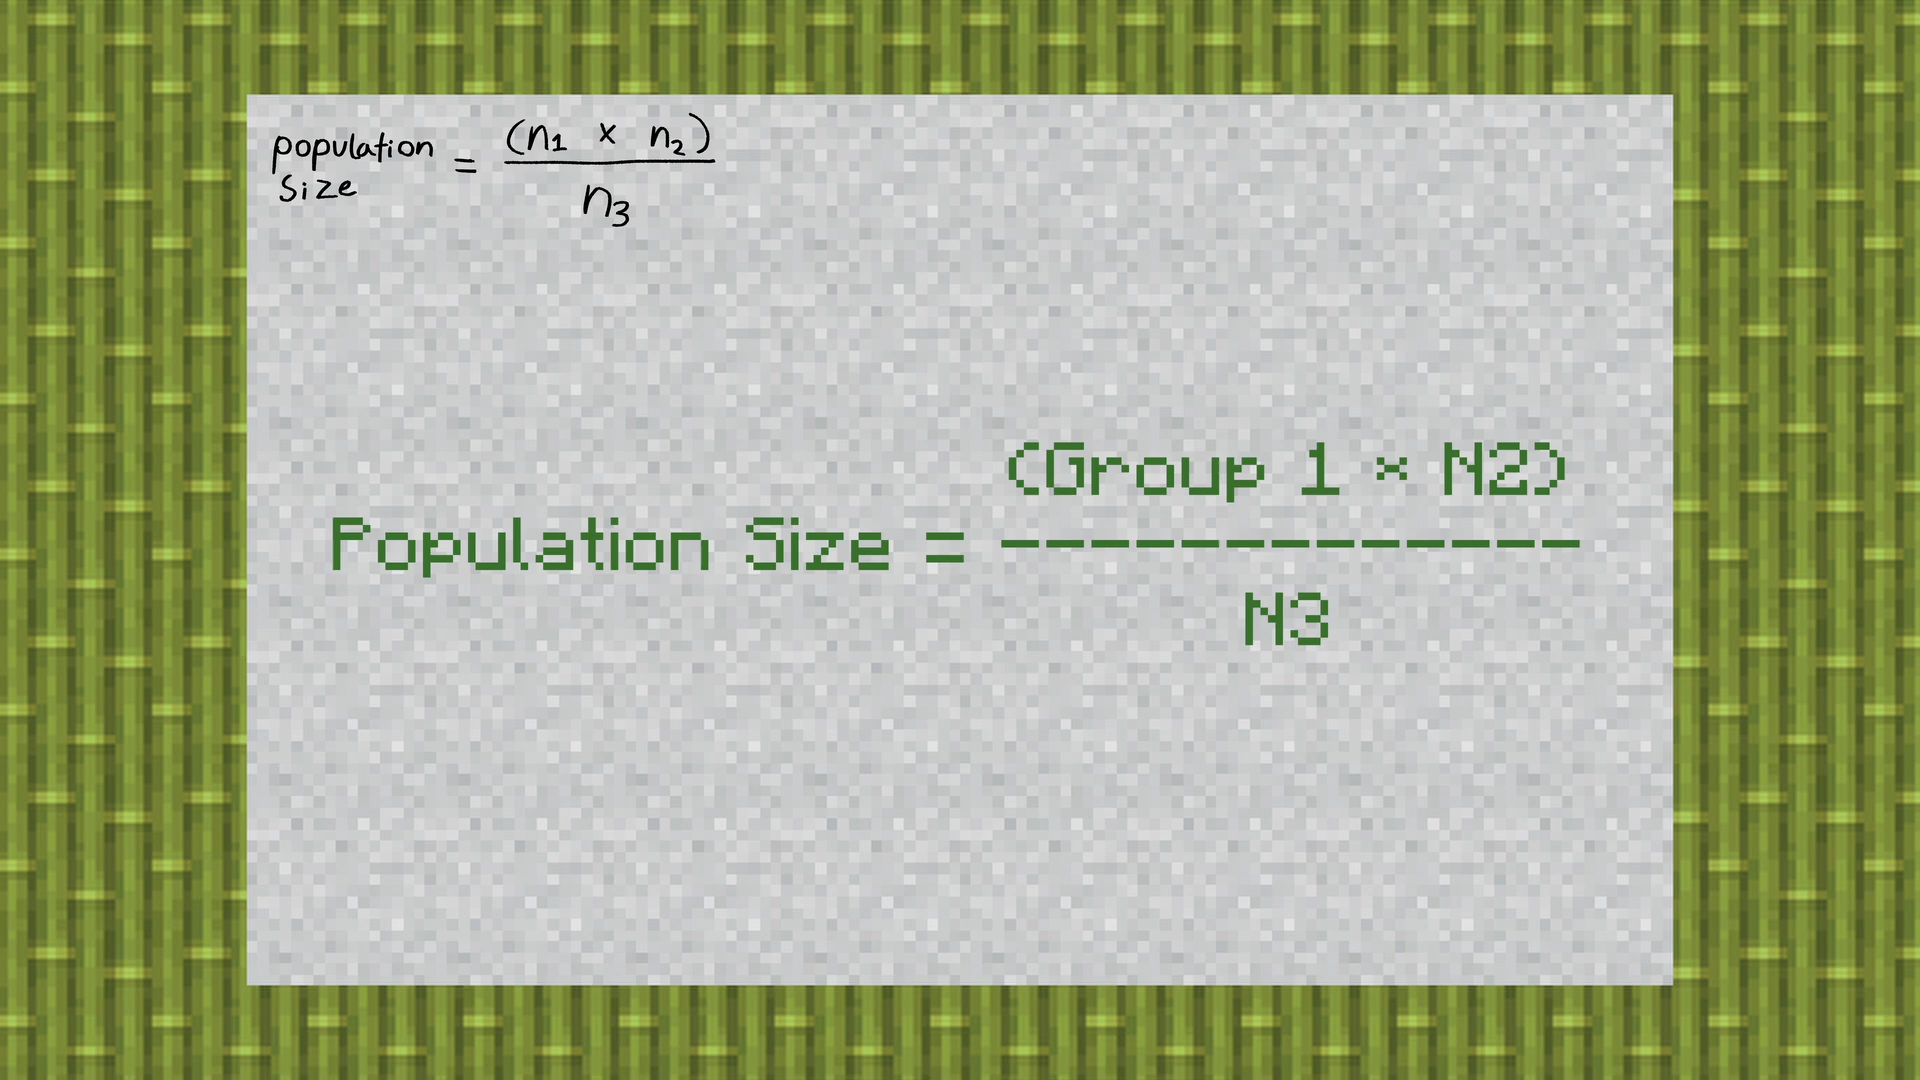 population size = (n₁ × n₂)
n₃
(Group 1 × N2)
Population Size = -------------
N3